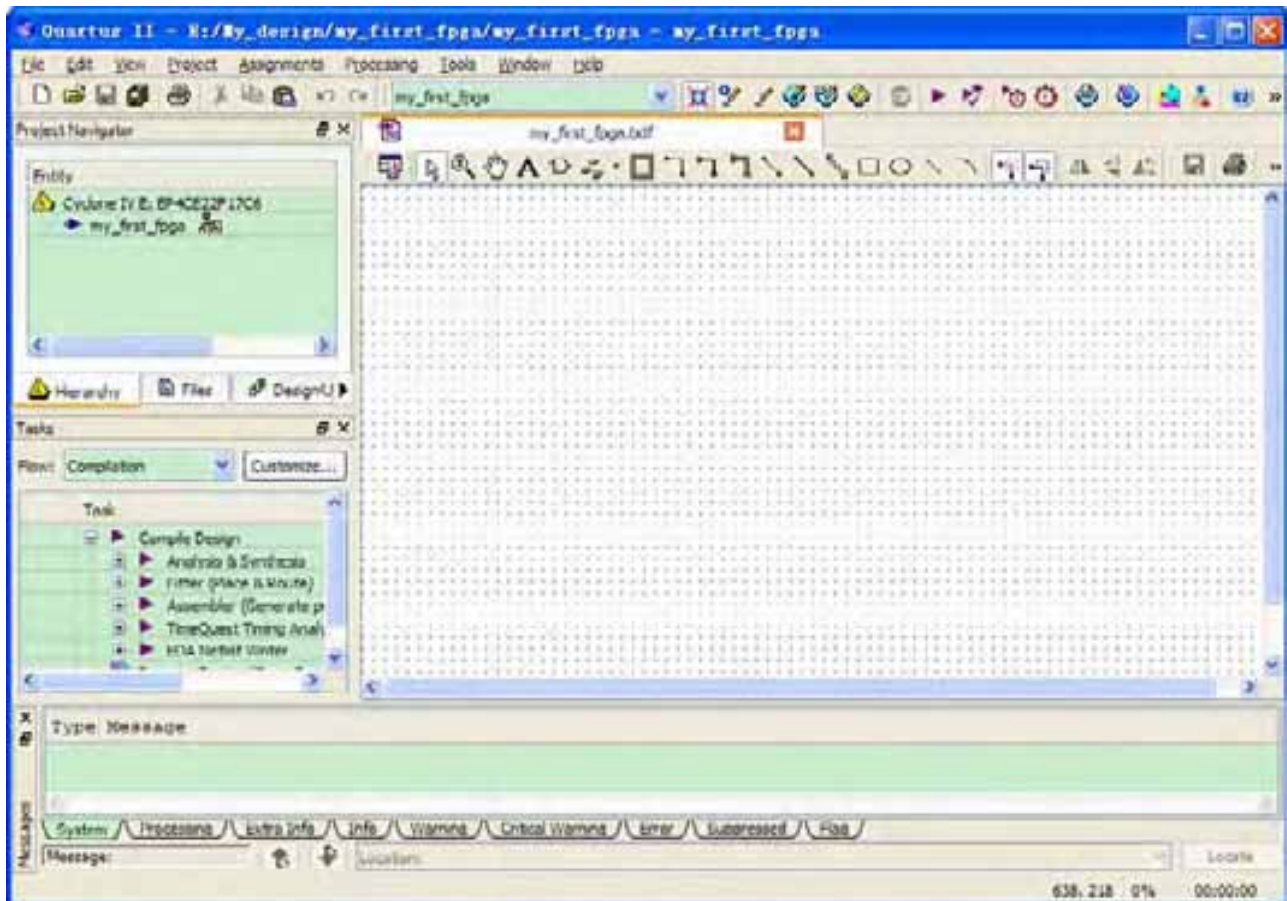 Quartus II - E:/My_design/my_first_fpga/my_first_fpga - my_first_fpga
File Edit View Project Assignments Processing Tools Window Help
my_first_fpga
Project Navigator
my_first_fpga.bdf
Entity
Cyclone IV E: EP4CE22F17C6
my_first_fpga
Hierarchy Files DesignU
Tasks
Flow: Compilation Customize...
Task
Compile Design
Analysis & Synthesis
Fitter (Place & Route)
Assembler (Generate p
TimeQuest Timing Analy
EDA Netlist Writer
Type Message
Messages
System Processing Extra Info Info Warning Critical Warning Error Suppressed Flag
Message: Location: Locate
638, 218 0% 00:00:00